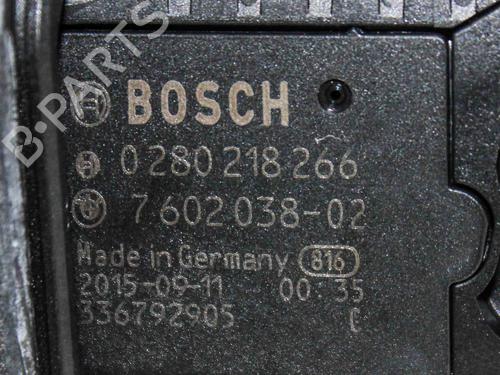 B-PARTS
BOSCH
0 280 218 266
7 602 038-02
Made in Germany 816
2015-09-11 00:35
336792905 C